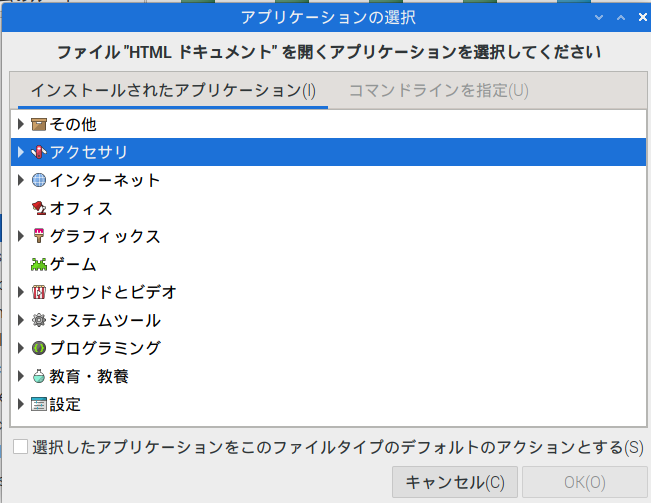 アプリケーションの選択
ファイル "HTML ドキュメント" を開くアプリケーションを選択してください
インストールされたアプリケーション(I)
コマンドラインを指定(U)
その他
アクセサリ
インターネット
オフィス
グラフィックス
ゲーム
サウンドとビデオ
システムツール
プログラミング
教育・教養
設定
選択したアプリケーションをこのファイルタイプのデフォルトのアクションとする(S)
キャンセル(C)
OK(O)